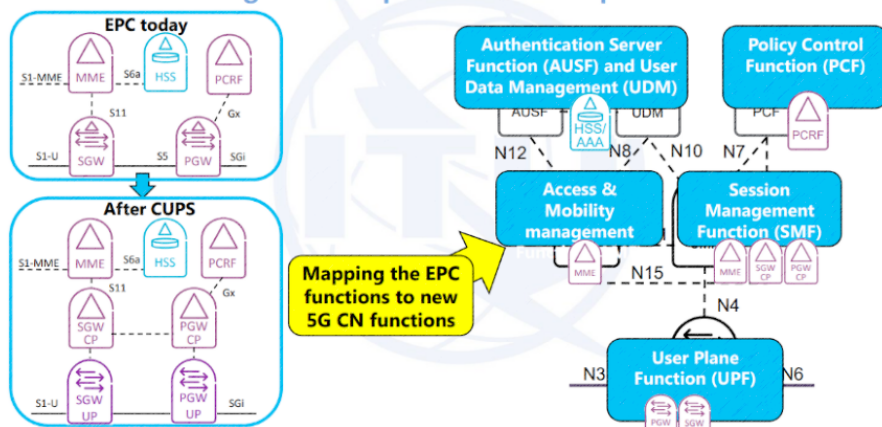 EPC today
S1-MME
MME
S6a
HSS
PCRF
S11
Gx
S1-U
SGW
S5
PGW
SGi
After CUPS
S1-MME
MME
S6a
HSS
PCRF
S11
Gx
SGW
CP
PGW
CP
S1-U
SGW
UP
PGW
UP
SGi
Mapping the EPC
functions to new
5G CN functions
Authentication Server
Function (AUSF) and User
Data Management (UDM)
AUSF
HSS/
AAA
UDM
Policy Control
Function (PCF)
PCF
PCRF
N12
N8
N10
N7
Access &
Mobility
management
MME
Session
Management
Function (SMF)
MME
SGW
CP
PGW
CP
N15
N4
N3
User Plane
Function (UPF)
N6
PGW
SGW